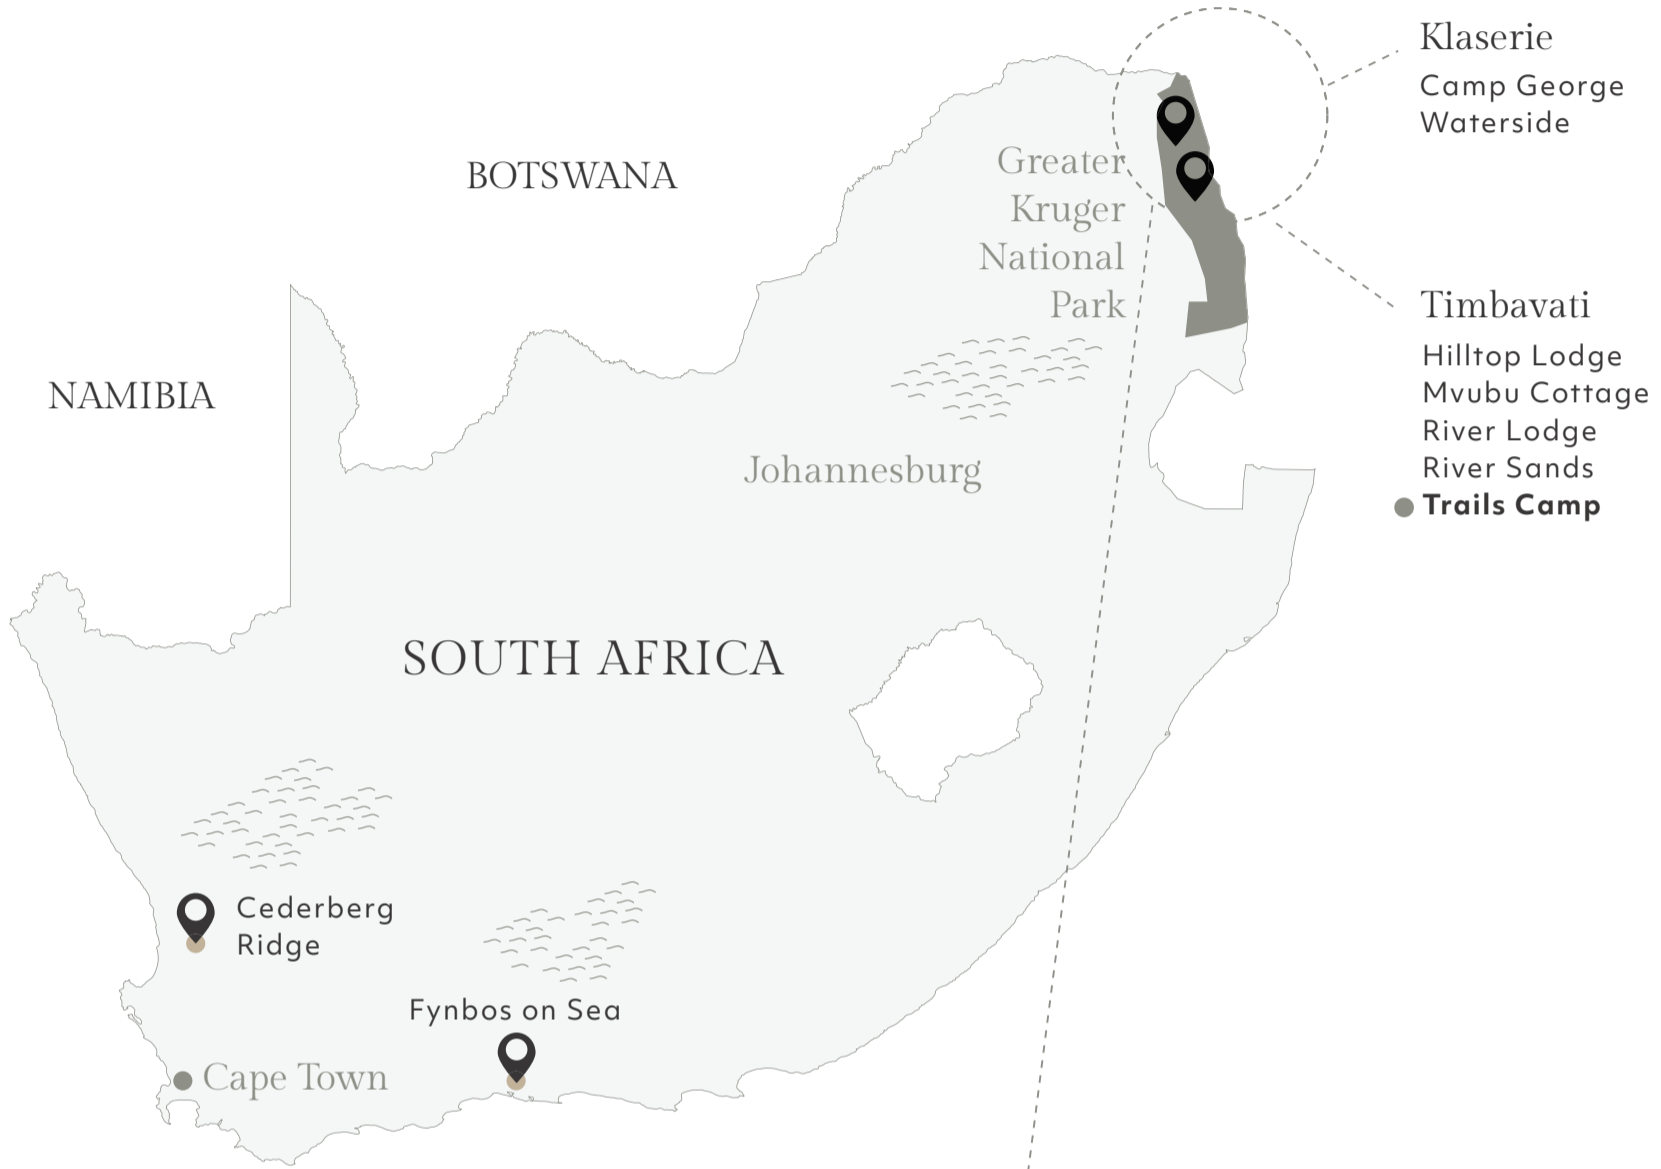 Klaserie
Camp George
Waterside
BOTSWANA
Greater
Kruger
National
Park
Timbavati
Hilltop Lodge
Mvubu Cottage
River Lodge
River Sands
Trails Camp
NAMIBIA
Johannesburg
SOUTH AFRICA
Cederberg
Ridge
Fynbos on Sea
Cape Town